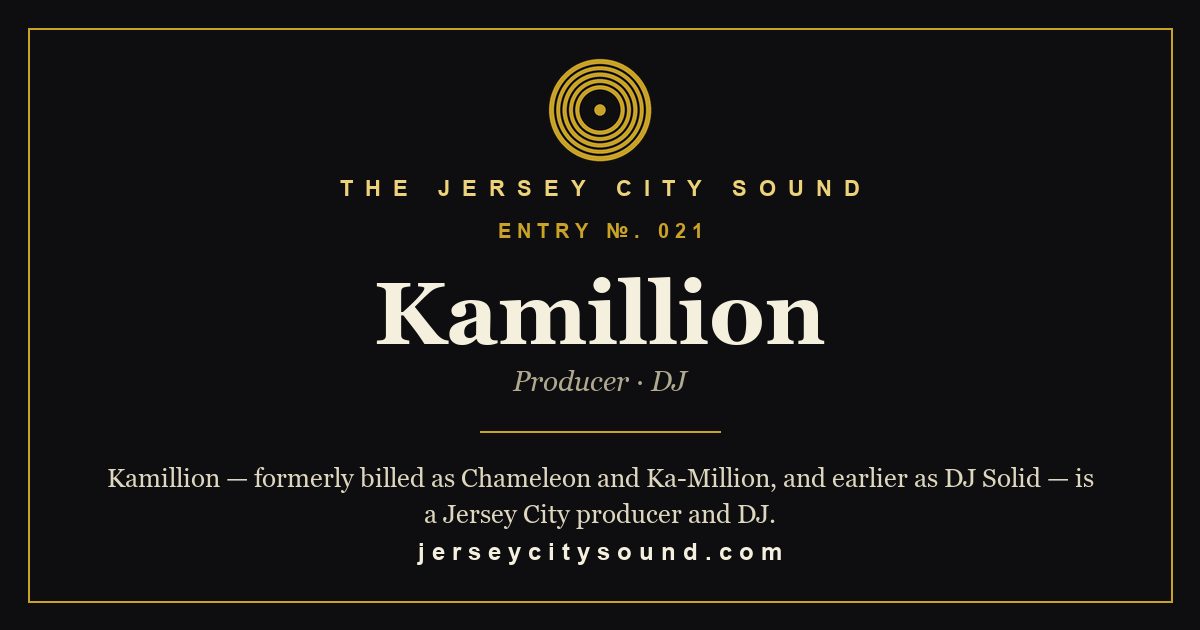 THE JERSEY CITY SOUND
ENTRY №. 021
Kamillion
Producer · DJ
Kamillion — formerly billed as Chameleon and Ka-Million, and earlier as DJ Solid — is
a Jersey City producer and DJ.
jerseycitysound.com